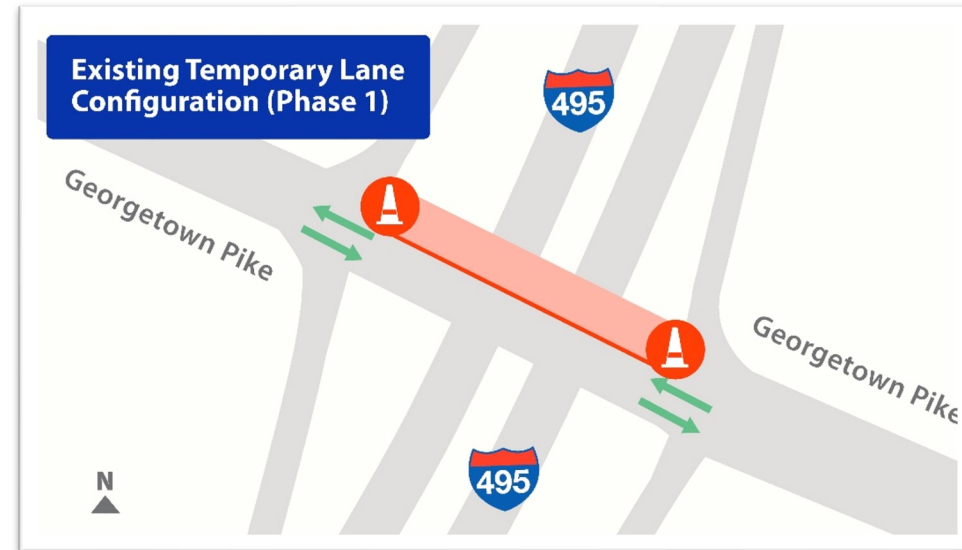 Existing Temporary Lane
Configuration (Phase 1)
495
Georgetown Pike
Georgetown Pike
495
N